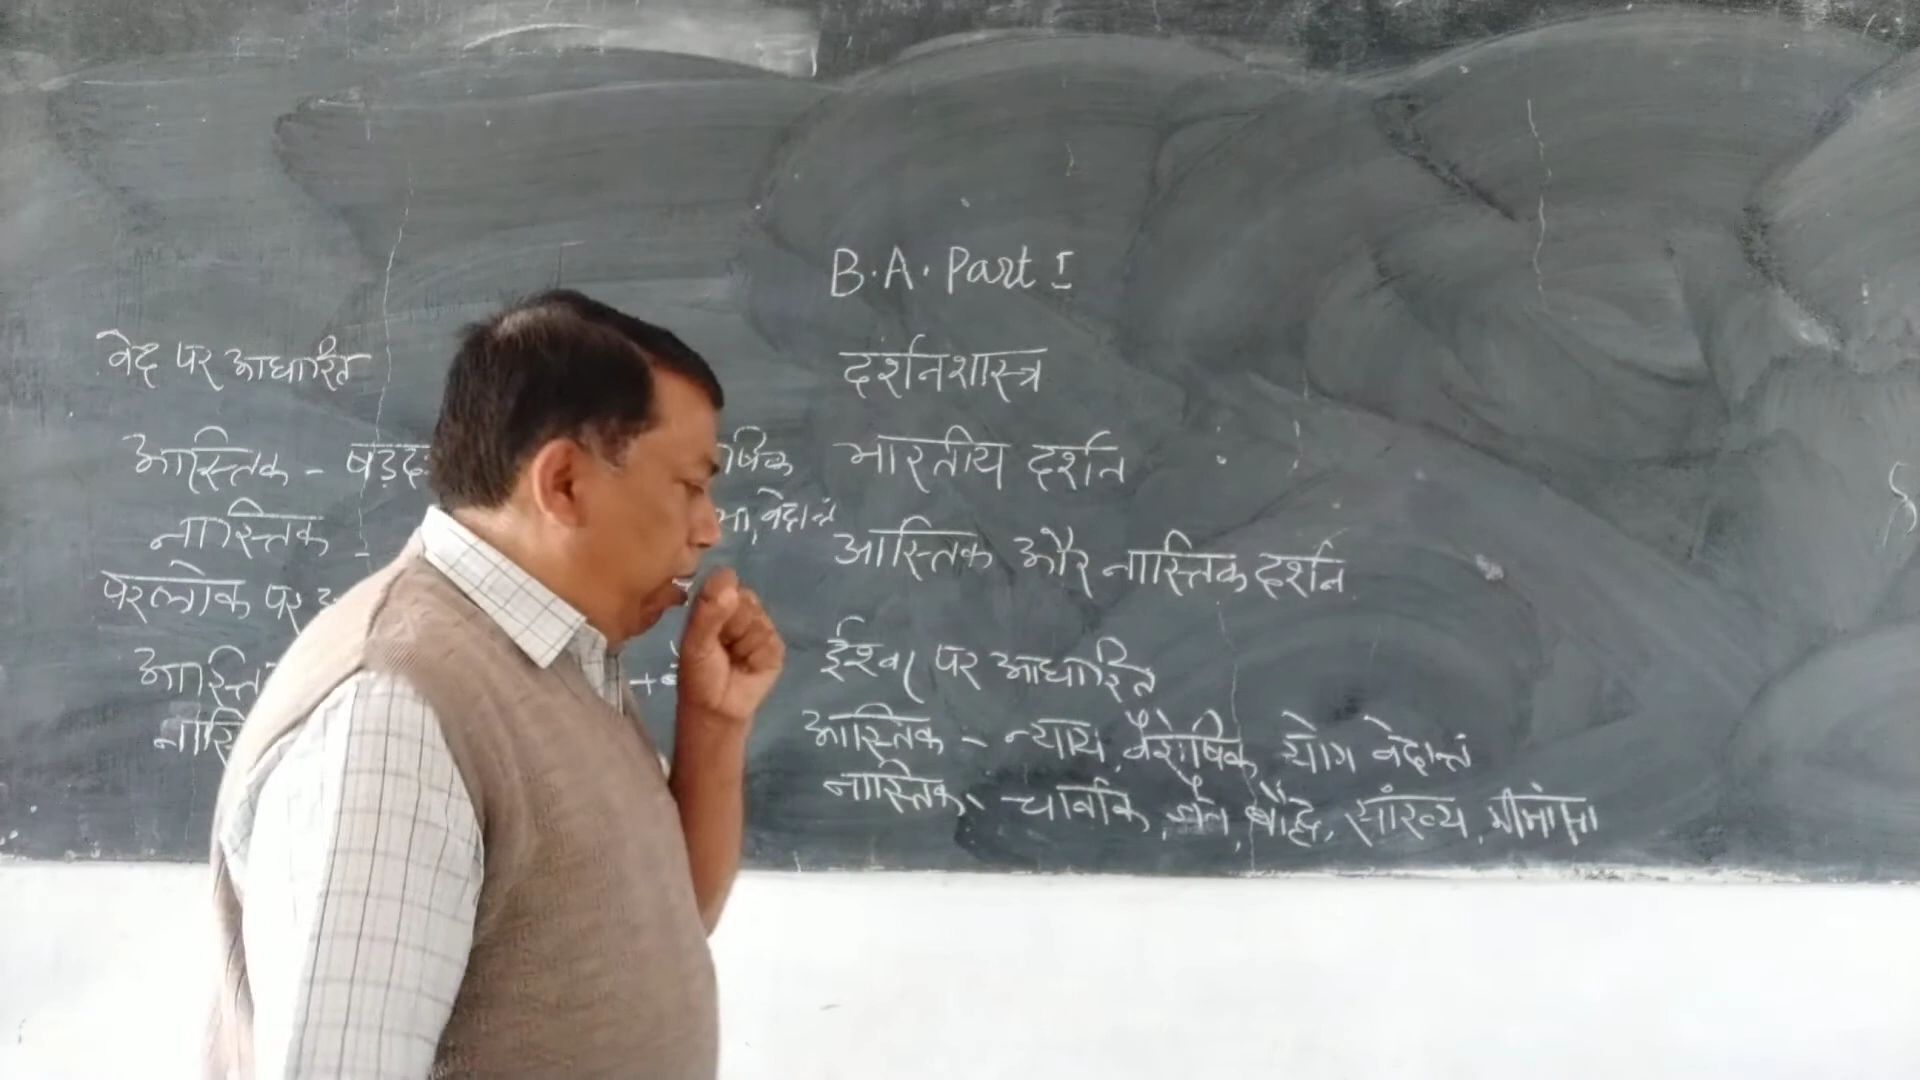 B.A. Part I
दर्शनशास्त्र
भारतीय दर्शन
आस्तिक और नास्तिक दर्शन
ईश्वर पर आधारित
आस्तिक - न्याय, वैशेषिक, योग वेदान्त
नास्तिक - चार्वाक, जैन, बौद्ध, सांख्य, मीमांसा
वेद पर आधारित
आस्तिक -
नास्तिक - वेदान्त
परलोक पर